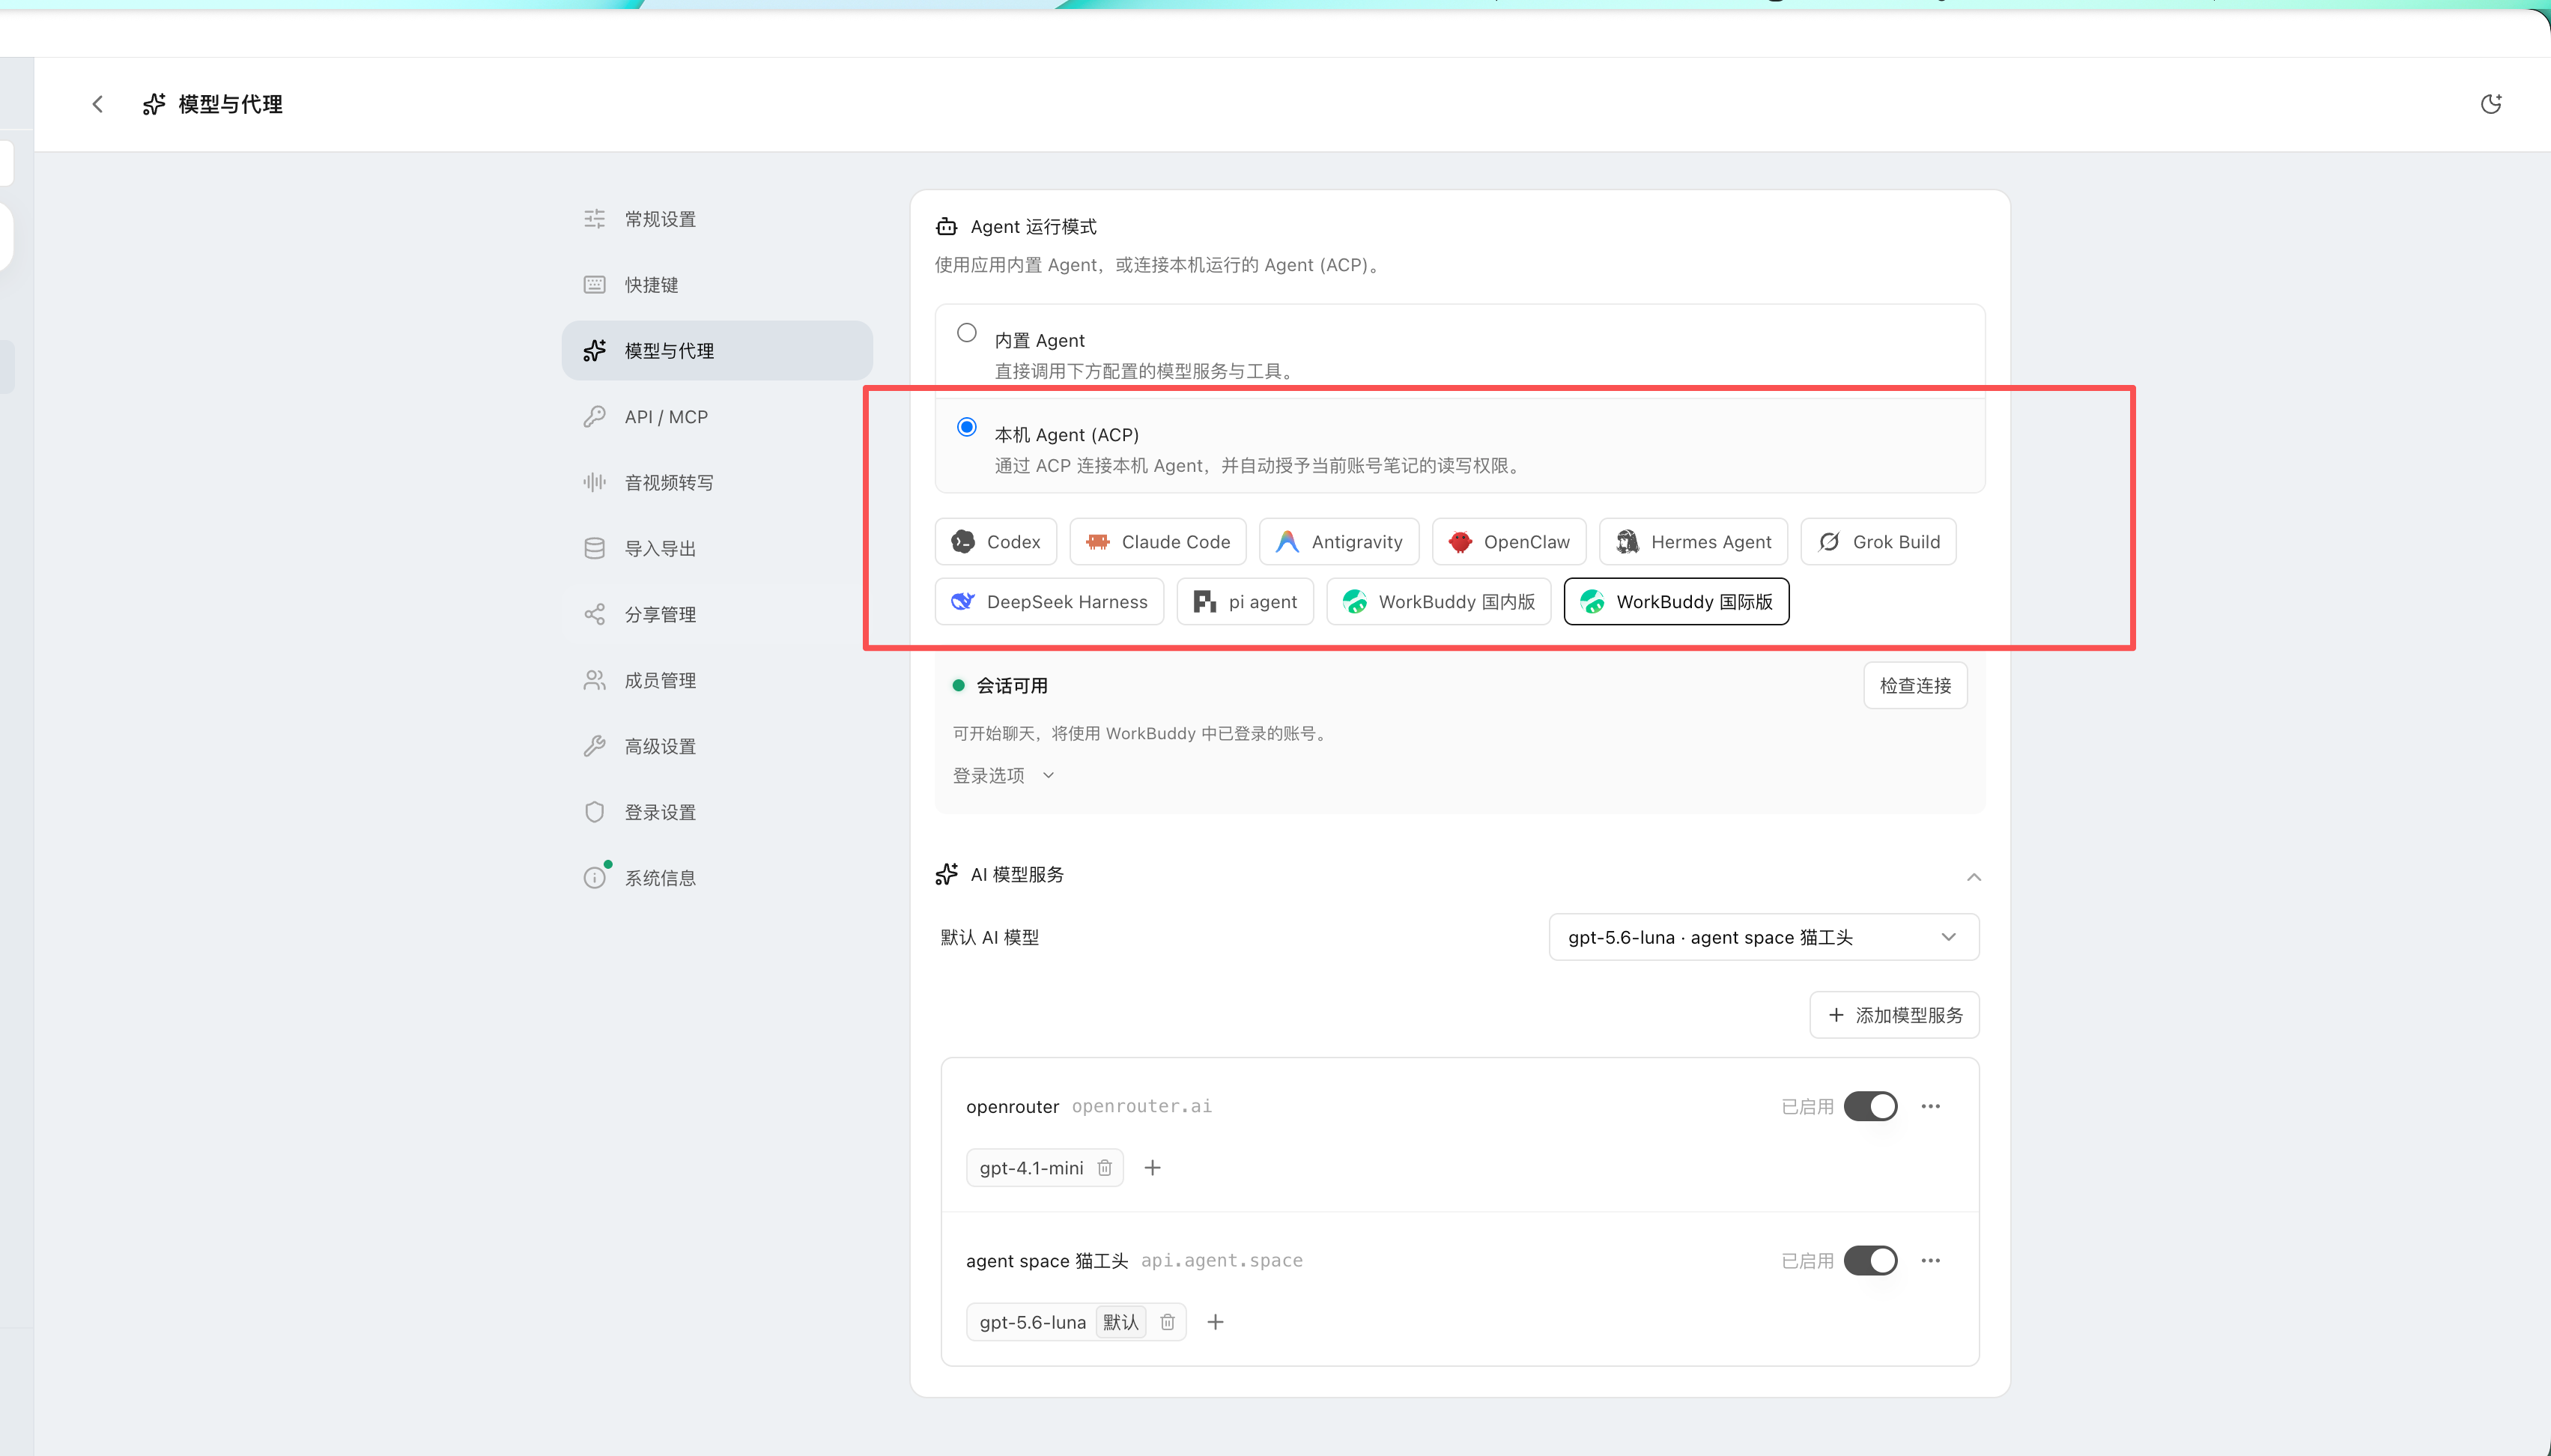 模型与代理
常规设置
快捷键
模型与代理
API / MCP
音视频转写
导入导出
分享管理
成员管理
高级设置
登录设置
系统信息
Agent 运行模式
使用应用内置 Agent，或连接本机运行的 Agent (ACP)。
内置 Agent
直接调用下方配置的模型服务与工具。
本机 Agent (ACP)
通过 ACP 连接本机 Agent，并自动授予当前账号笔记的读写权限。
Codex Claude Code Antigravity OpenClaw Hermes Agent Grok Build
DeepSeek Harness pi agent WorkBuddy 国内版 WorkBuddy 国际版
会话可用 检查连接
可开始聊天，将使用 WorkBuddy 中已登录的账号。
登录选项
AI 模型服务
默认 AI 模型 gpt-5.6-luna · agent space 猫工头
添加模型服务
openrouter openrouter.ai 已启用
gpt-4.1-mini
agent space 猫工头 api.agent.space 已启用
gpt-5.6-luna 默认